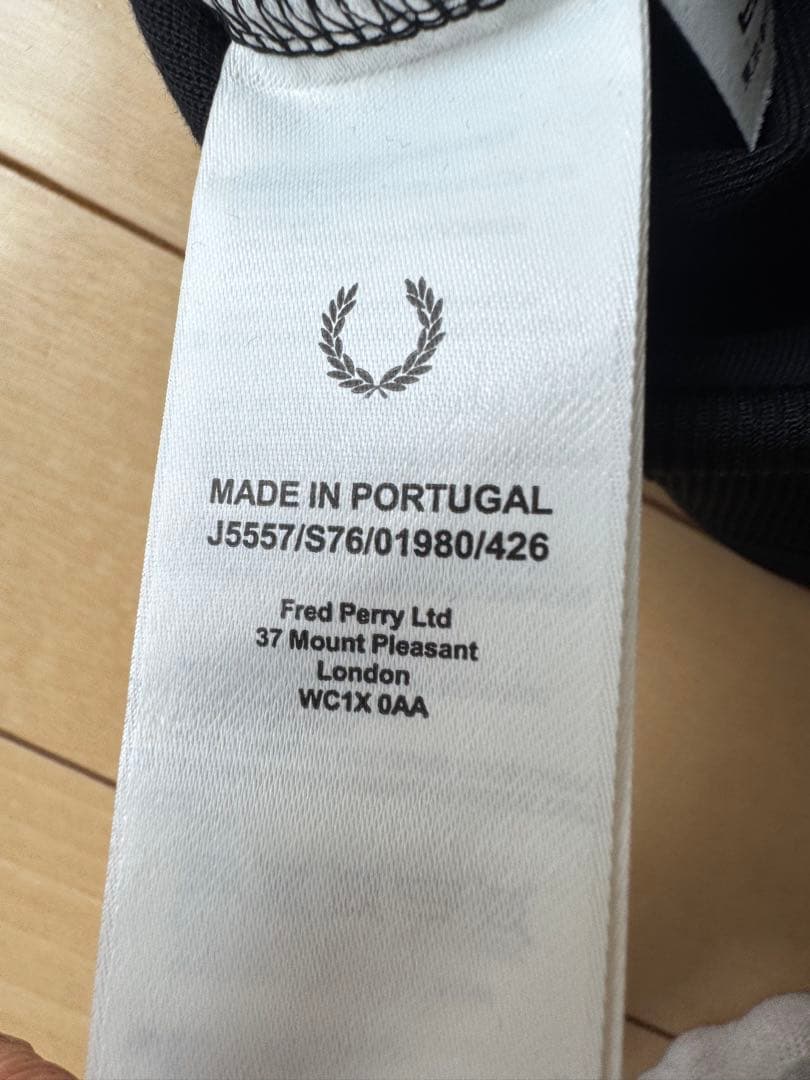 MADE IN PORTUGAL
J5557/S76/01980/426
Fred Perry Ltd
37 Mount Pleasant
London
WC1X 0AA